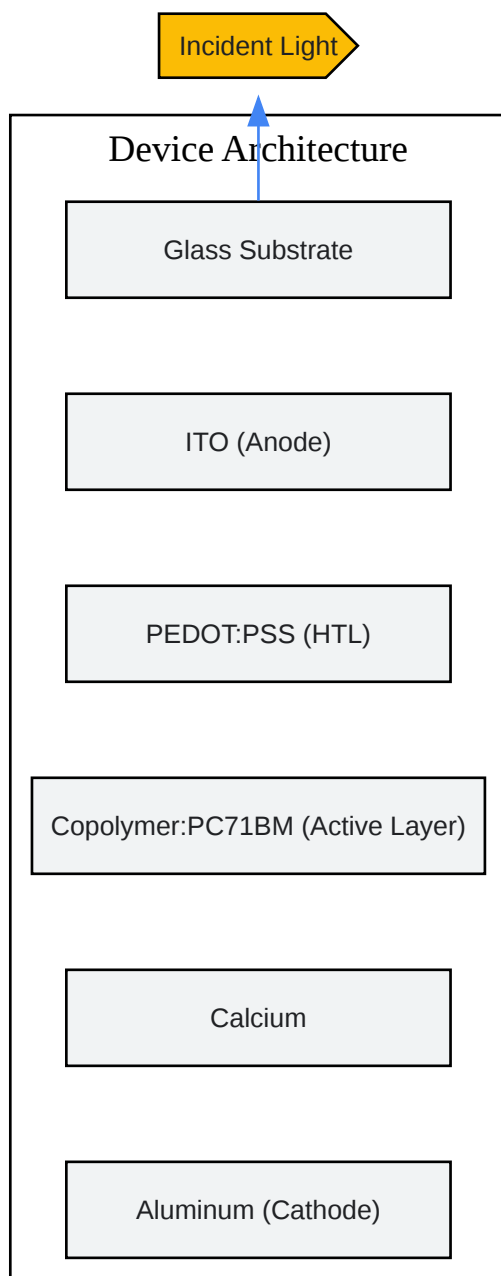 Incident Light
Device Architecture
Glass Substrate
ITO (Anode)
PEDOT:PSS (HTL)
Copolymer:PC71BM (Active Layer)
Calcium
Aluminum (Cathode)